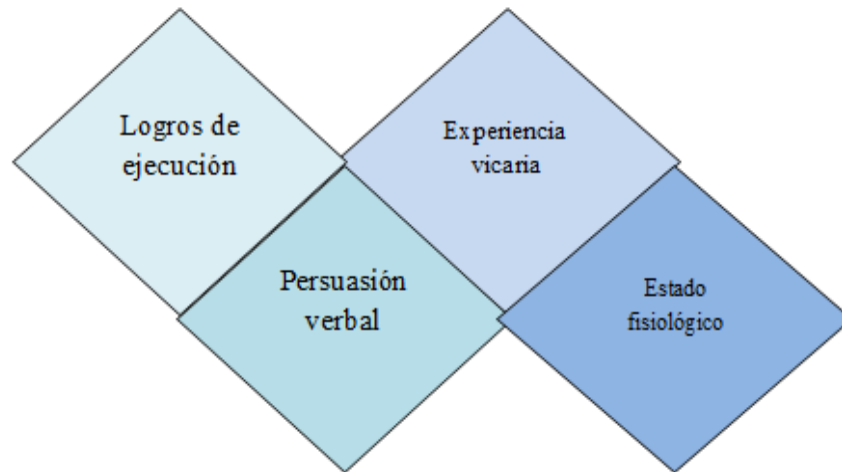 Logros de
ejecución
Experiencia
vicaria
Persuasión
verbal
Estado
fisiológico